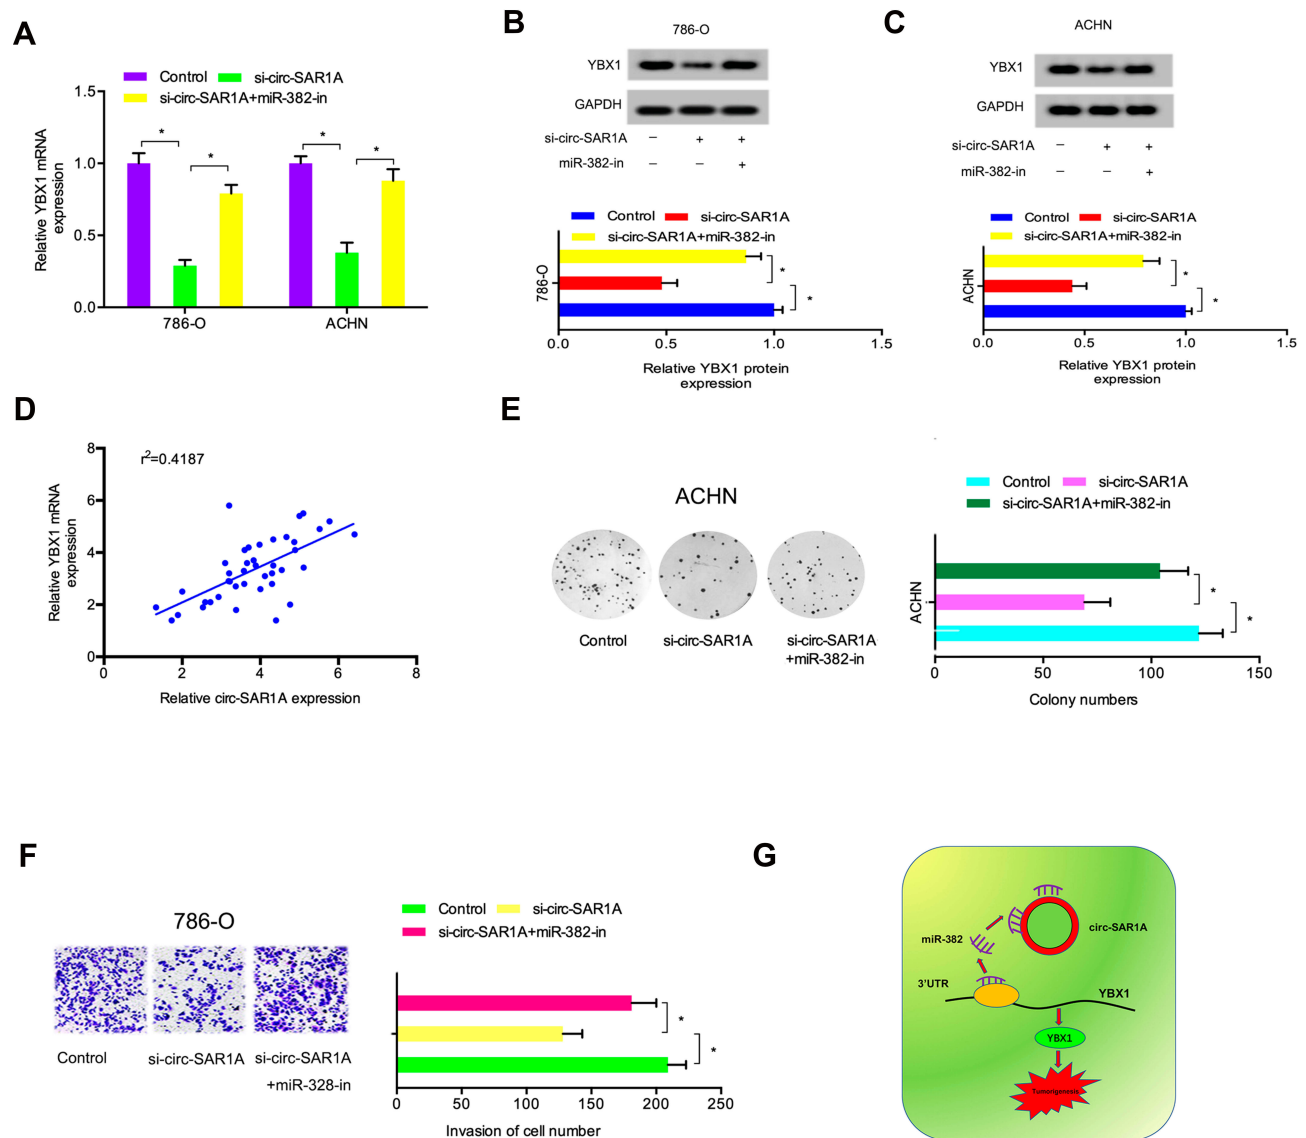 A
Control si-circ-SAR1A
si-circ-SAR1A+miR-382-in
Relative YBX1 mRNA
expression
1.5
1.0
0.5
0.0
* * * *
786-O ACHN
B
786-O
YBX1
GAPDH
si-circ-SAR1A − + +
miR-382-in − − +
Control si-circ-SAR1A
si-circ-SAR1A+miR-382-in
786-O
*
*
0.0 0.5 1.0 1.5
Relative YBX1 protein
expression
C
ACHN
YBX1
GAPDH
si-circ-SAR1A − + +
miR-382-in − − +
Control si-circ-SAR1A
si-circ-SAR1A+miR-382-in
ACHN
*
*
0.0 0.5 1.0 1.5
Relative YBX1 protein
expression
D
r2=0.4187
Relative YBX1 mRNA
expression
8
6
4
2
0
0 2 4 6 8
Relative circ-SAR1A expression
E
ACHN
Control si-circ-SAR1A si-circ-SAR1A
+miR-382-in
Control si-circ-SAR1A
si-circ-SAR1A+miR-382-in
ACHN
*
*
0 50 100 150
Colony numbers
F
786-O
Control si-circ-SAR1A si-circ-SAR1A
+miR-328-in
Control si-circ-SAR1A
si-circ-SAR1A+miR-382-in
*
*
0 50 100 150 200 250
Invasion of cell number
G
circ-SAR1A
miR-382
3'UTR
YBX1
YBX1
Tumorigenesis